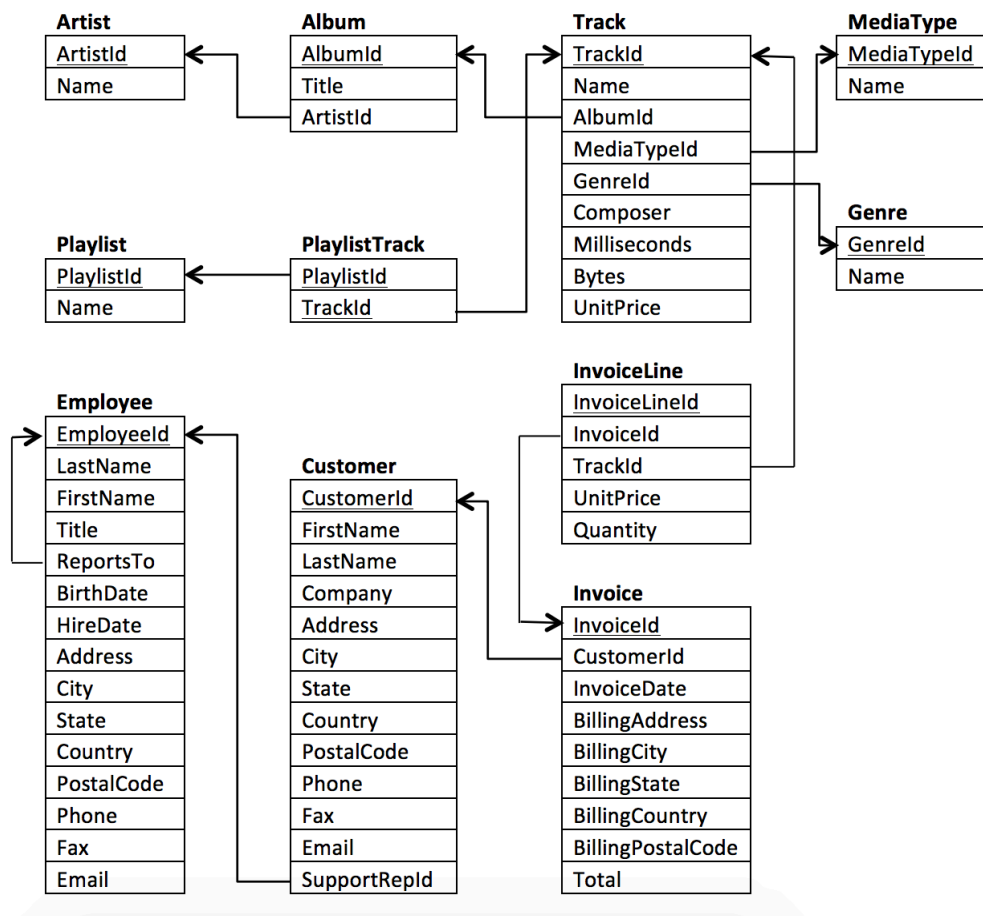 Artist
ArtistId
Name
Album
AlbumId
Title
ArtistId
Track
TrackId
Name
AlbumId
MediaTypeId
GenreId
Composer
Milliseconds
Bytes
UnitPrice
MediaType
MediaTypeId
Name
Genre
GenreId
Name
Playlist
PlaylistId
Name
PlaylistTrack
PlaylistId
TrackId
Employee
EmployeeId
LastName
FirstName
Title
ReportsTo
BirthDate
HireDate
Address
City
State
Country
PostalCode
Phone
Fax
Email
Customer
CustomerId
FirstName
LastName
Company
Address
City
State
Country
PostalCode
Phone
Fax
Email
SupportRepId
InvoiceLine
InvoiceLineId
InvoiceId
TrackId
UnitPrice
Quantity
Invoice
InvoiceId
CustomerId
InvoiceDate
BillingAddress
BillingCity
BillingState
BillingCountry
BillingPostalCode
Total